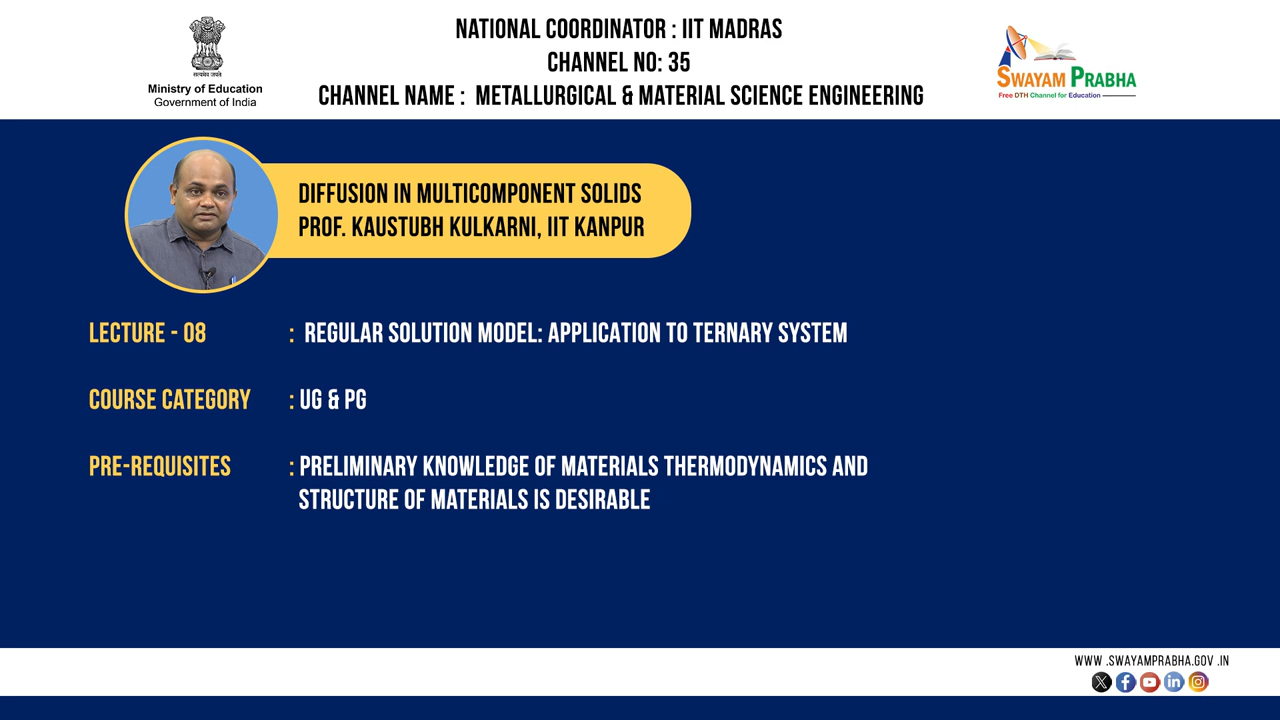 NATIONAL COORDINATOR : IIT MADRAS
CHANNEL NO: 35
CHANNEL NAME : METALLURGICAL & MATERIAL SCIENCE ENGINEERING
सत्यमेव जयते
Ministry of Education
Government of India
SWAYAM PRABHA
Free DTH Channel for Education
DIFFUSION IN MULTICOMPONENT SOLIDS
PROF. KAUSTUBH KULKARNI, IIT KANPUR
LECTURE - 08 : REGULAR SOLUTION MODEL: APPLICATION TO TERNARY SYSTEM
COURSE CATEGORY : UG & PG
PRE-REQUISITES : PRELIMINARY KNOWLEDGE OF MATERIALS THERMODYNAMICS AND
STRUCTURE OF MATERIALS IS DESIRABLE
WWW .SWAYAMPRABHA.GOV .IN